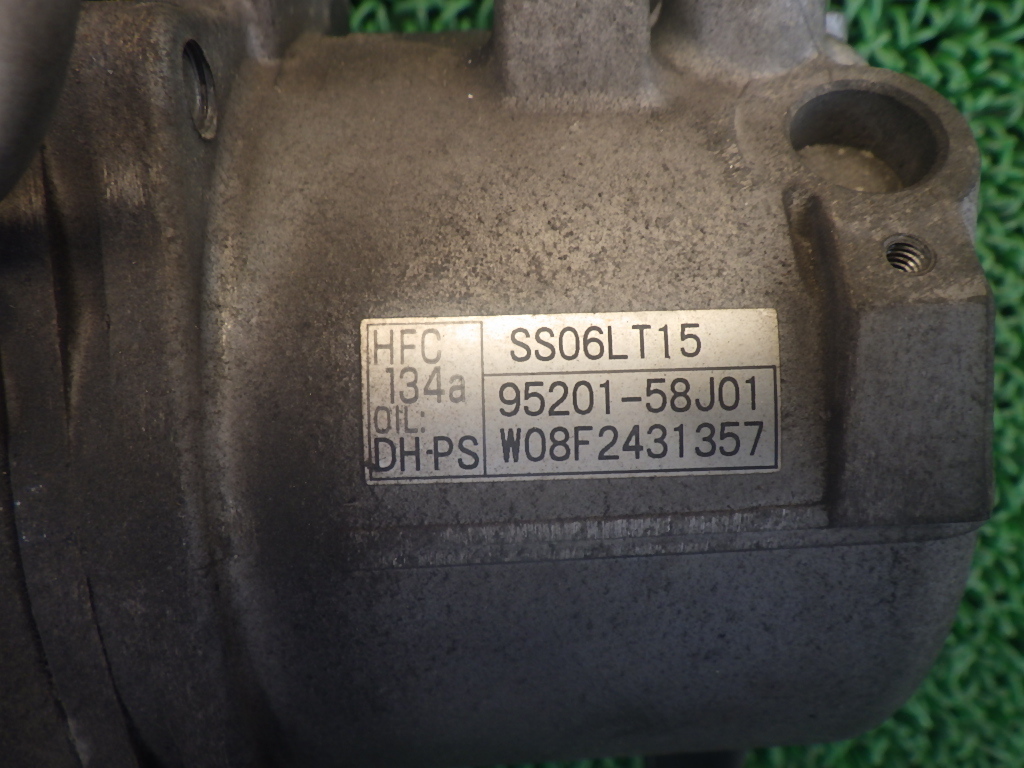 HFC
134a
OIL:
DH-PS
SS06LT15
95201-58J01
W08F2431357